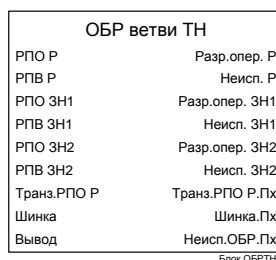 ОБР ветви ТН
РПО Р Разр.опер. Р
РПВ Р Неисп. Р
РПО ЗН1 Разр.опер. ЗН1
РПВ ЗН1 Неисп. ЗН1
РПО ЗН2 Разр.опер. ЗН2
РПВ ЗН2 Неисп. ЗН2
Транз.РПО Р Транз.РПО Р.Пх
Шинка Шинка.Пх
Вывод Неисп.ОБР.Пх
Блок ОБРТН